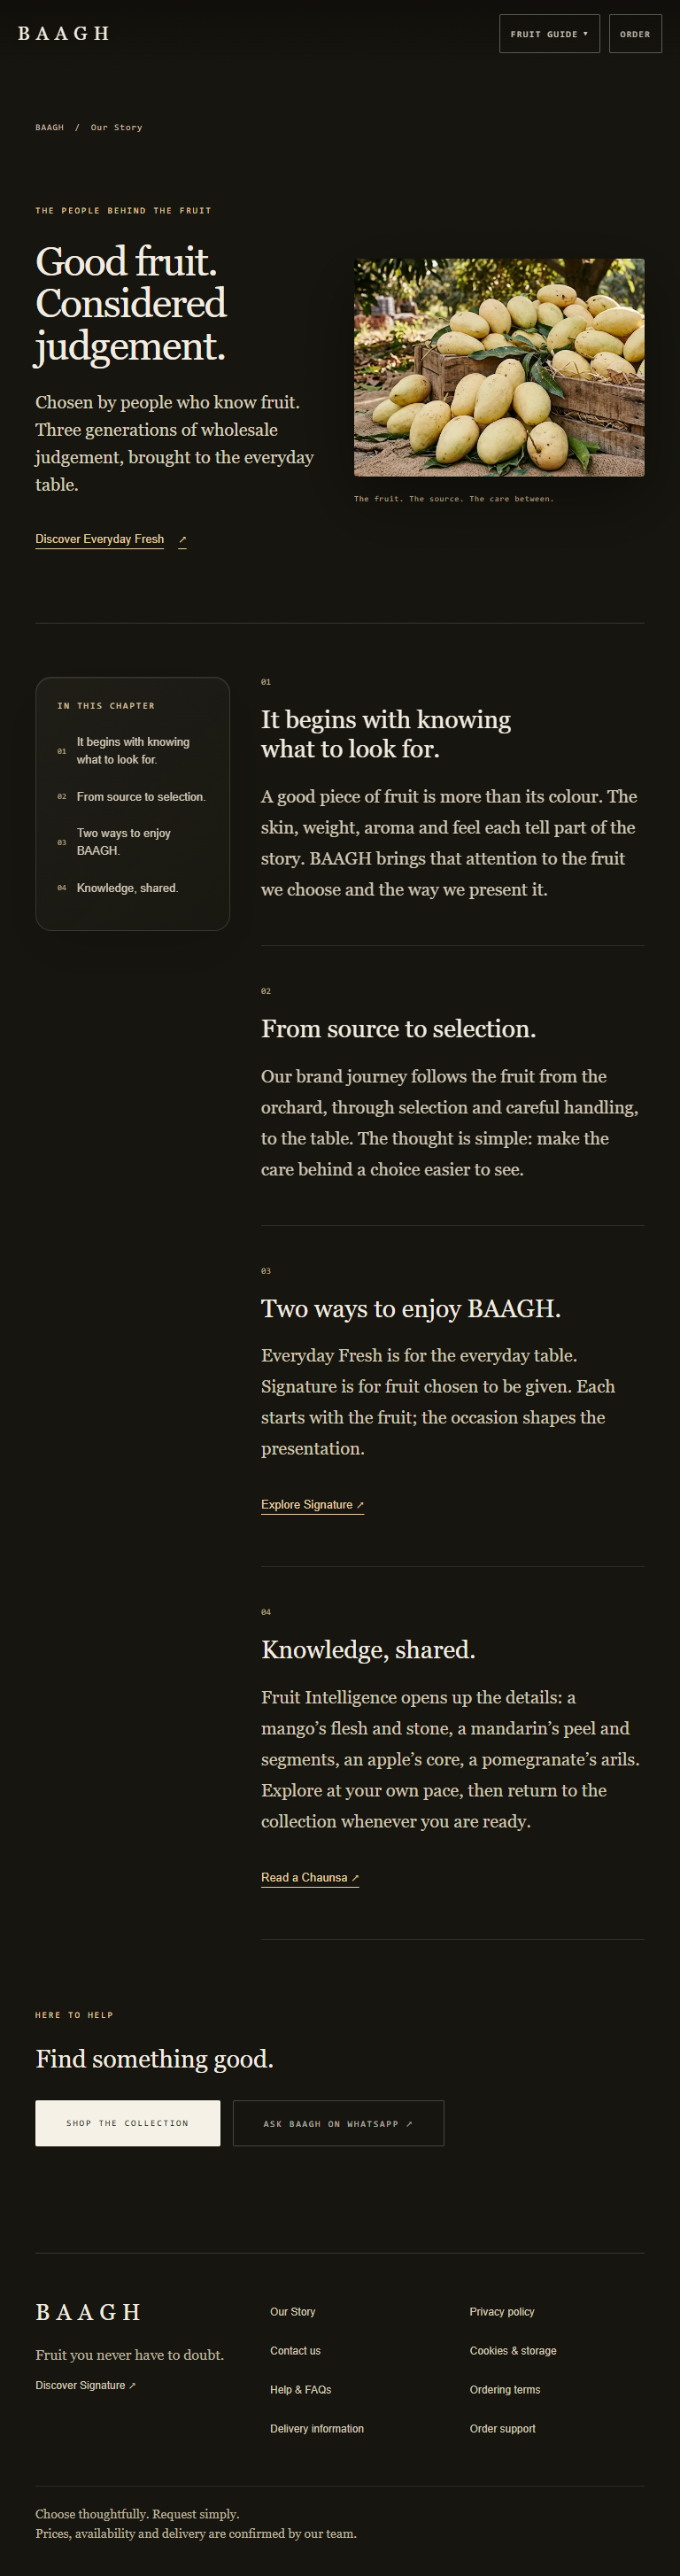 BAAGH
FRUIT GUIDE ▾
ORDER
BAAGH / Our Story
THE PEOPLE BEHIND THE FRUIT
Good fruit.
Considered
judgement.
Chosen by people who know fruit.
Three generations of wholesale
judgement, brought to the everyday
table.
Discover Everyday Fresh ↗
The fruit. The source. The care between.
IN THIS CHAPTER
01 It begins with knowing
what to look for.
02 From source to selection.
03 Two ways to enjoy
BAAGH.
04 Knowledge, shared.
01
It begins with knowing
what to look for.
A good piece of fruit is more than its colour. The
skin, weight, aroma and feel each tell part of the
story. BAAGH brings that attention to the fruit
we choose and the way we present it.
02
From source to selection.
Our brand journey follows the fruit from the
orchard, through selection and careful handling,
to the table. The thought is simple: make the
care behind a choice easier to see.
03
Two ways to enjoy BAAGH.
Everyday Fresh is for the everyday table.
Signature is for fruit chosen to be given. Each
starts with the fruit; the occasion shapes the
presentation.
Explore Signature ↗
04
Knowledge, shared.
Fruit Intelligence opens up the details: a
mango’s flesh and stone, a mandarin’s peel and
segments, an apple’s core, a pomegranate’s arils.
Explore at your own pace, then return to the
collection whenever you are ready.
Read a Chaunsa ↗
HERE TO HELP
Find something good.
SHOP THE COLLECTION
ASK BAAGH ON WHATSAPP ↗
BAAGH
Fruit you never have to doubt.
Discover Signature ↗
Our Story
Contact us
Help & FAQs
Delivery information
Privacy policy
Cookies & storage
Ordering terms
Order support
Choose thoughtfully. Request simply.
Prices, availability and delivery are confirmed by our team.